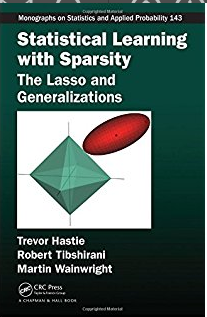 Monographs on Statistics and Applied Probability 143
Statistical Learning
with Sparsity
The Lasso and
Generalizations
Trevor Hastie
Robert Tibshirani
Martin Wainwright
CRC Press
Taylor & Francis Group
A CHAPMAN & HALL BOOK